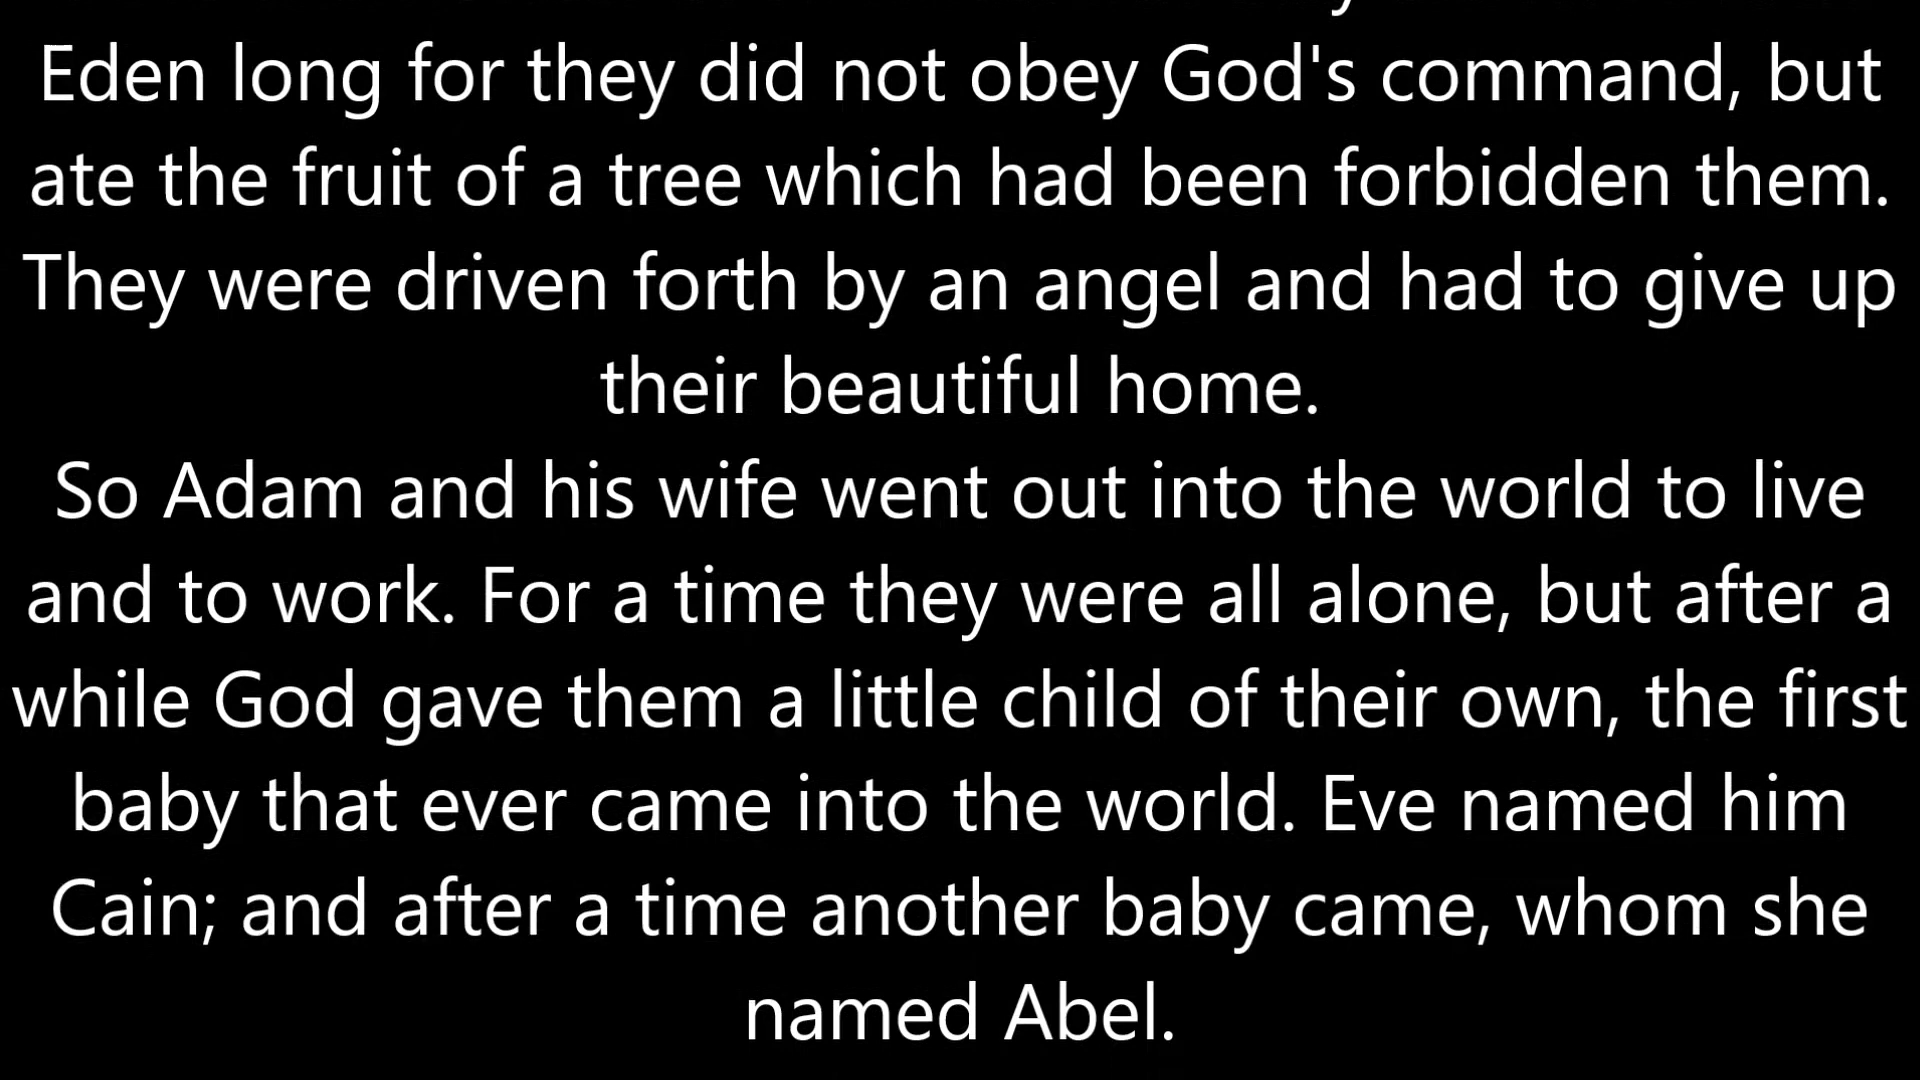 Eden long for they did not obey God's command, but
ate the fruit of a tree which had been forbidden them.
They were driven forth by an angel and had to give up
their beautiful home.
So Adam and his wife went out into the world to live
and to work. For a time they were all alone, but after a
while God gave them a little child of their own, the first
baby that ever came into the world. Eve named him
Cain; and after a time another baby came, whom she
named Abel.